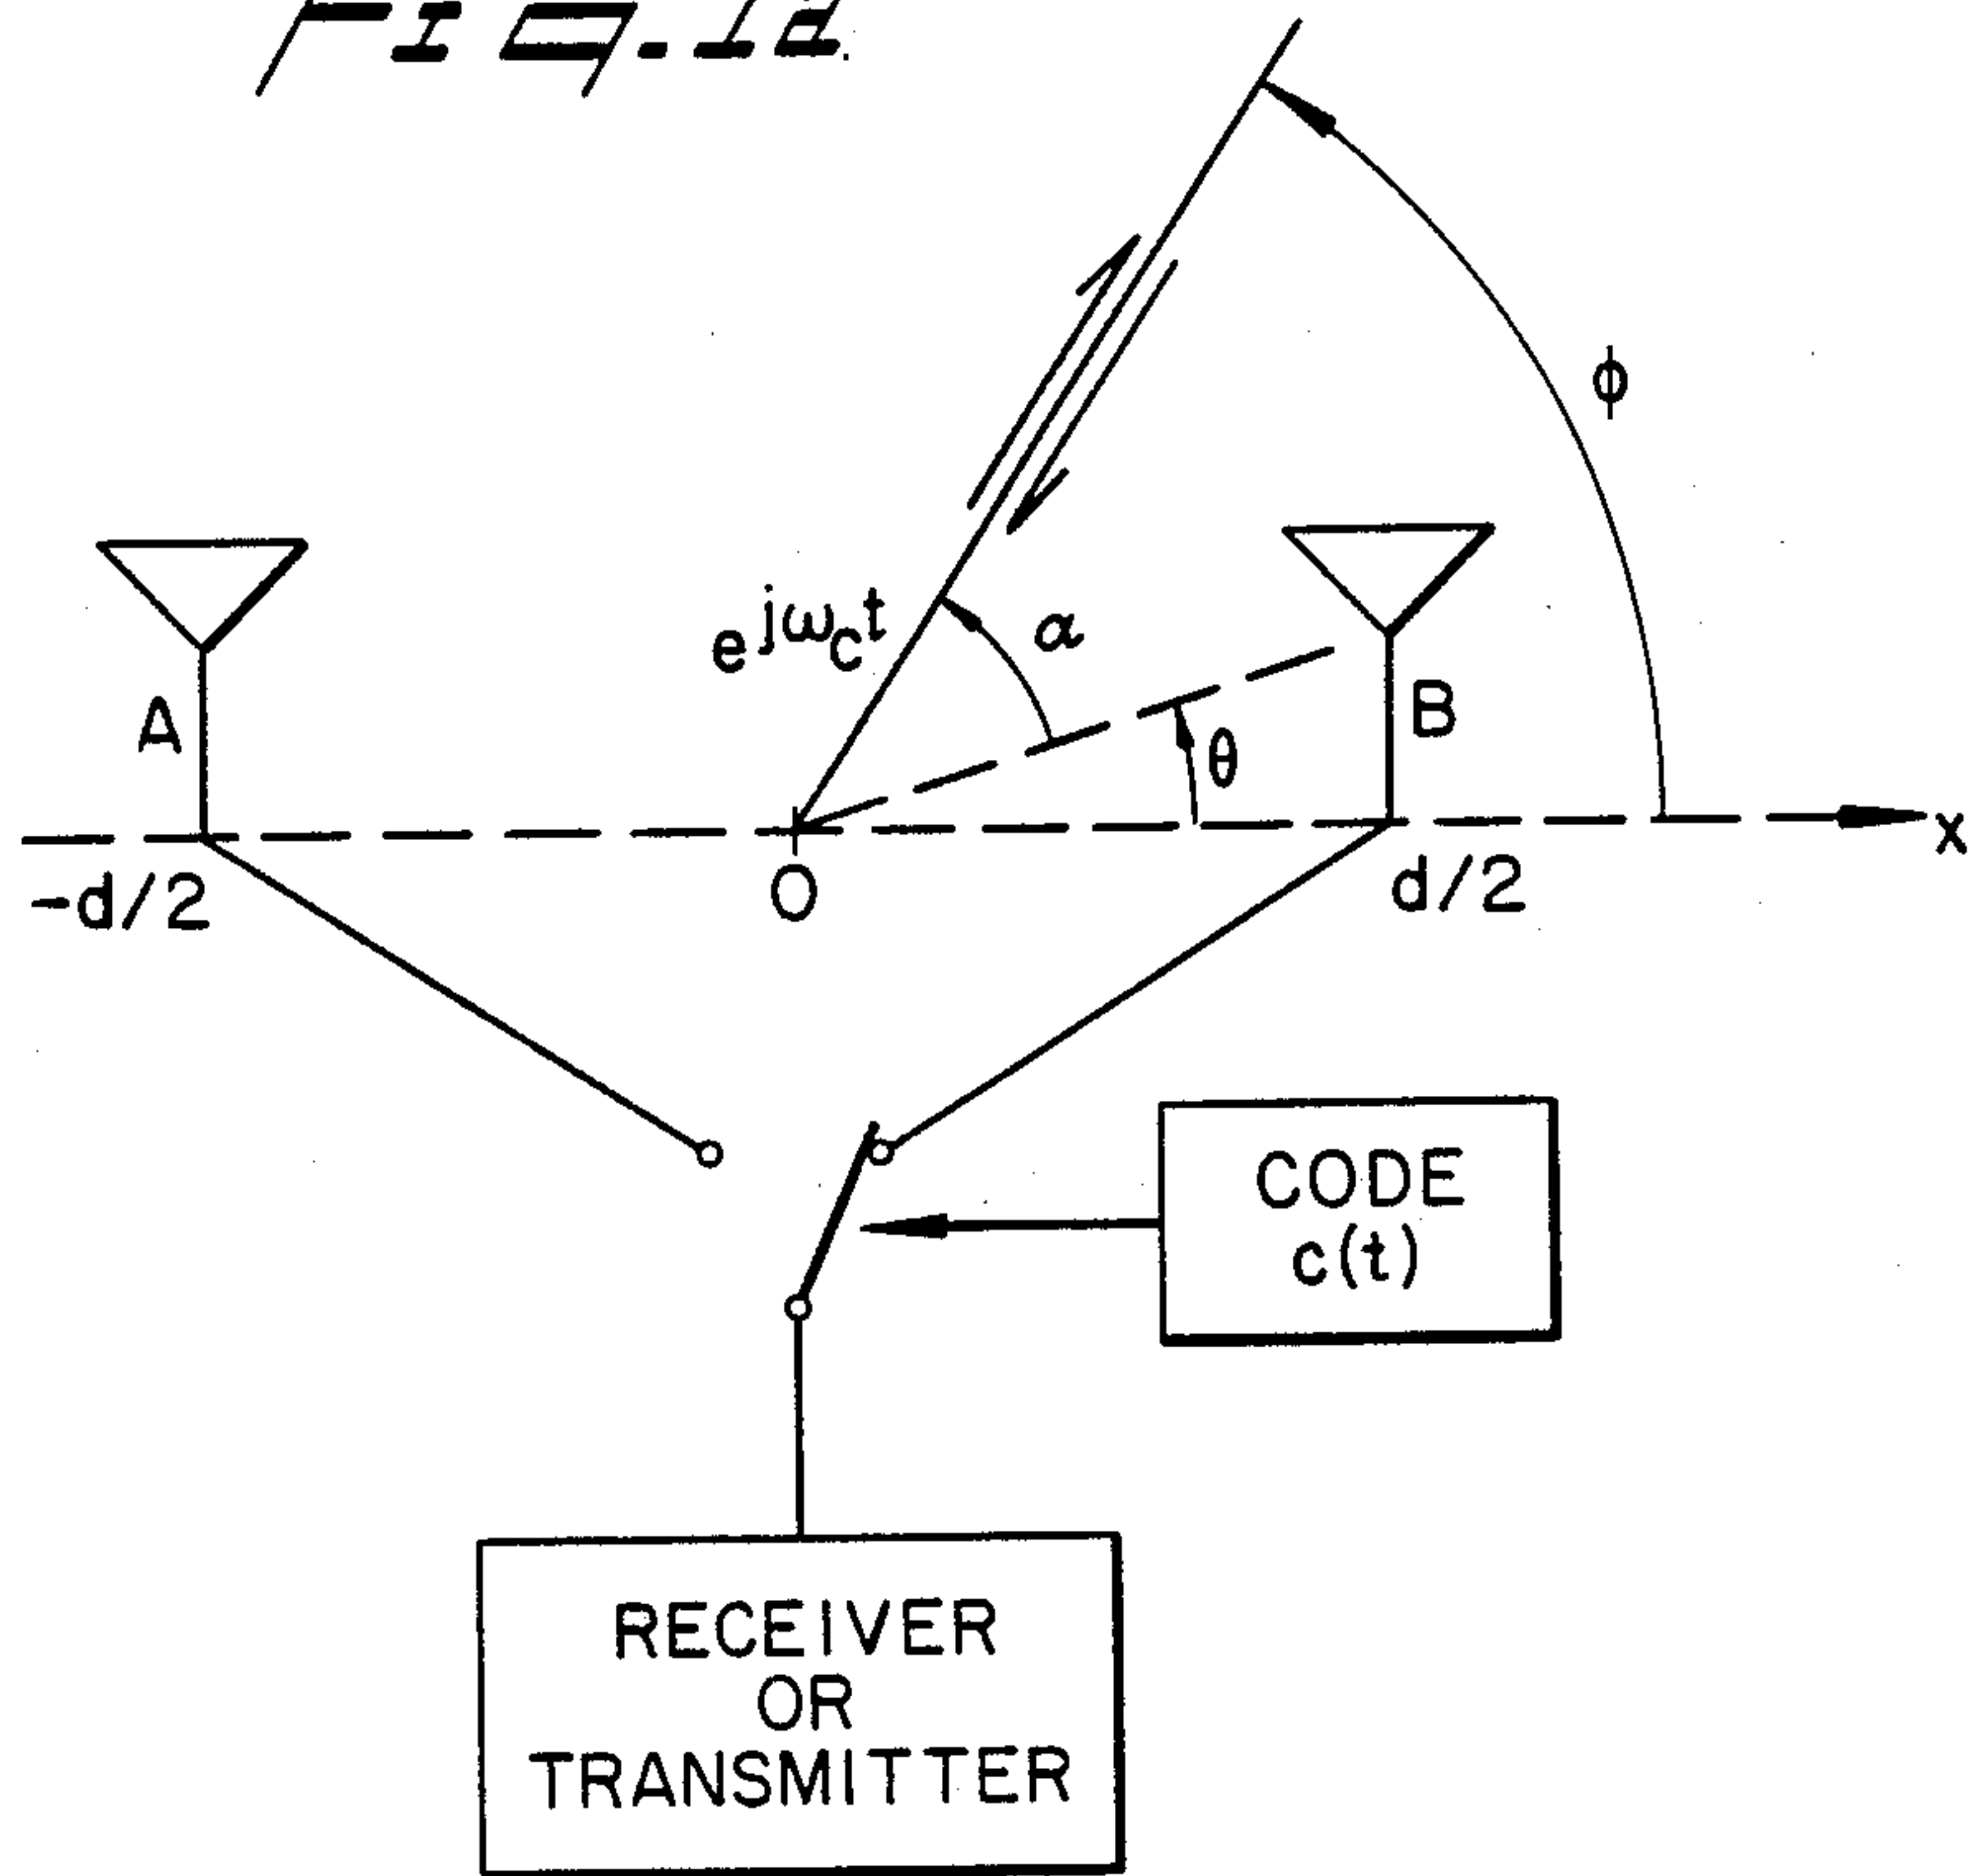 Fig. 1a.
ϕ
e^jω_c t
α
A
B
θ
x
-d/2
O
d/2
CODE
c(t)
RECEIVER
OR
TRANSMITTER